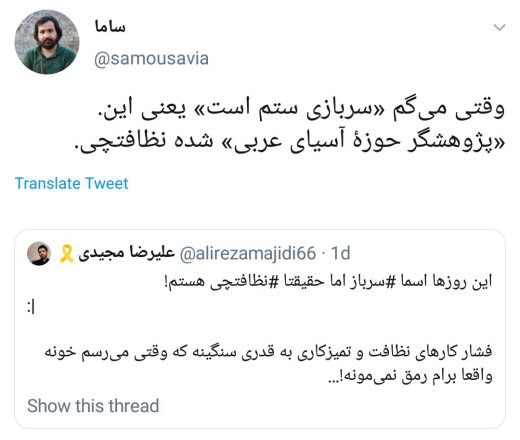 ساما
@samousavia
وقتی می‌گم «سربازی ستم است» یعنی این.
«پژوهشگر حوزهٔ آسیای عربی» شده نظافتچی.
Translate Tweet
علیرضا مجیدی🎗 @alirezamajidi66 · 1d
این روزها اسما #سرباز اما حقیقتا #نظافتچی هستم!
:|
فشار کارهای نظافت و تمیزکاری به قدری سنگینه که وقتی می‌رسم خونه
واقعا برام رمق نمی‌مونه!...
Show this thread